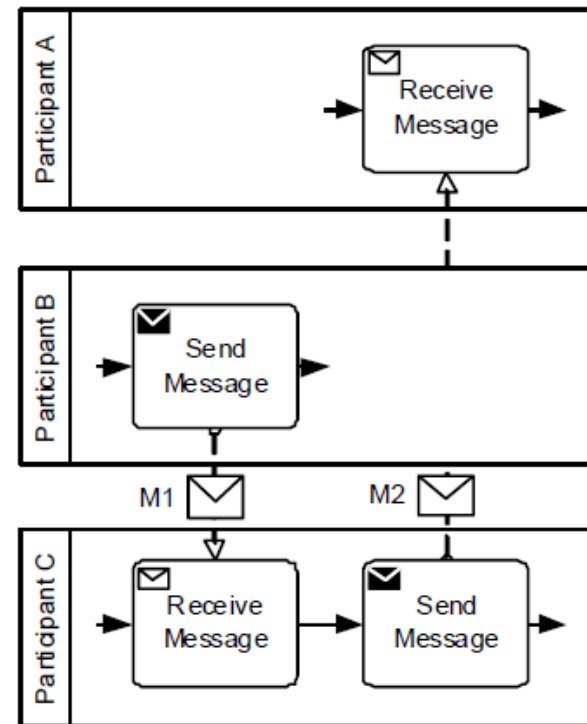 Participant A
Receive
Message
Participant B
Send
Message
M1
M2
Participant C
Receive
Message
Send
Message